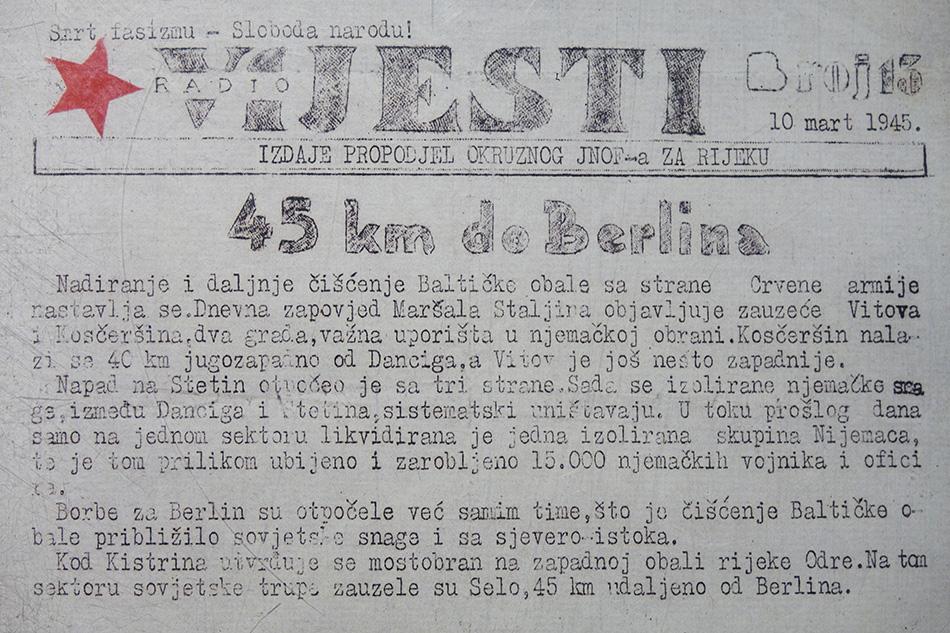 Smrt fasizmu - Sloboda narodu!
RADIO
VIJESTI
Broj 13
10 mart 1945.
IZDAJE PROPODJEL OKRUZNOG JNOF-a ZA RIJEKU
45 km do Berlina
Nadiranje i daljnje čišćenje Baltičke obale sa strane Crvene armije
nastavlja se.Dnevna zapovjed Maršala Staljina objavljuje zauzeće Vitova
i Kosčeršina,dva grada,važna uporišta u njemačkoj obrani.Kosčeršin nala-
zi se 40 km jugozapadno od Danciga,a Vitov je još nešto zapadnije.
Napad na Stetin otpočeo je sa tri strane.Sada se izolirane njemačke sna
ge,između Danciga i Stetina,sistematski uništavaju. U toku prošlog dana
samo na jednom sektoru likvidirana je jedna izolirana skupina Nijemaca,
te je tom prilikom ubijeno i zarobljeno 15.000 njemačkih vojnika i ofici
ra.
Borbe za Berlin su otpočele već samim time,što je čišćenje Baltičke o-
bale približilo sovjetske snage i sa sjevero-istoka.
Kod Kistrina utvrđuje se mostobran na zapadnoj obali rijeke Odre.Na tom
sektoru sovjetske trupe zauzele su Selo,45 km udaljeno od Berlina.